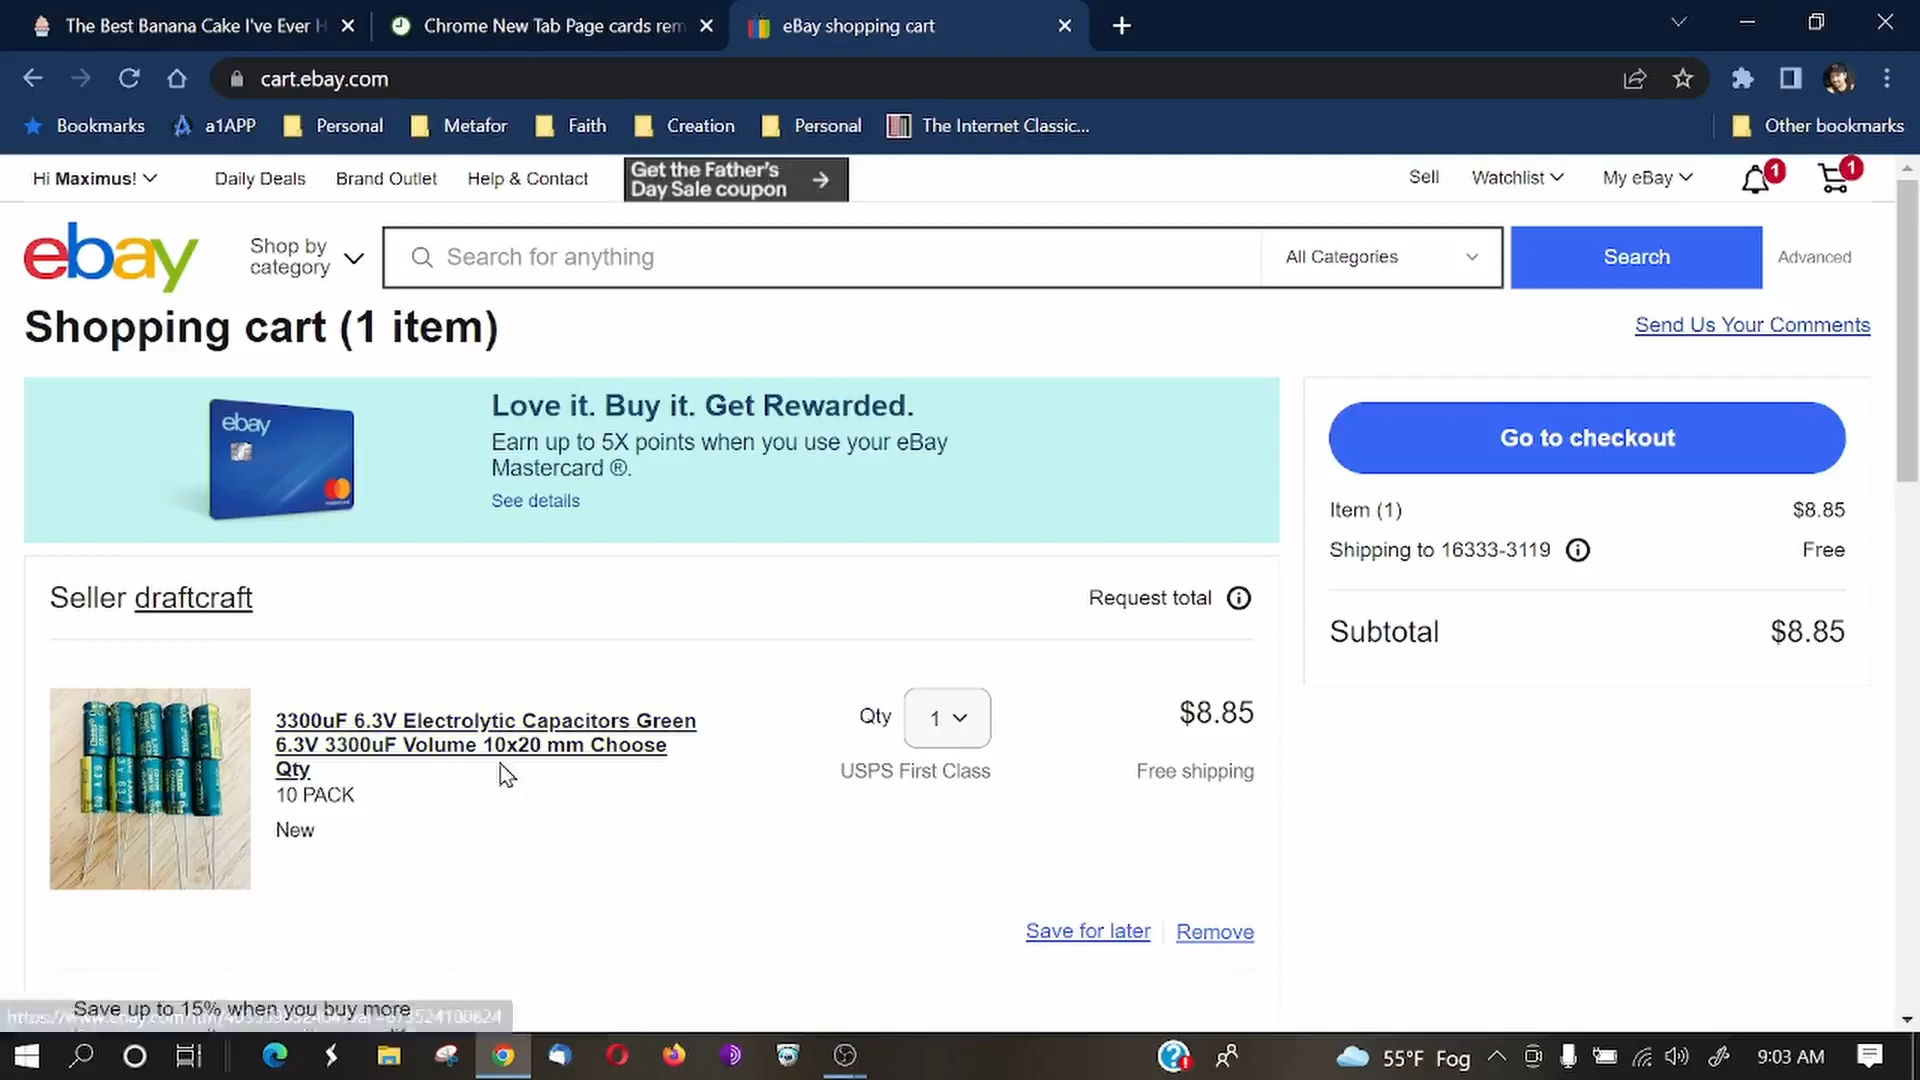 The Best Banana Cake I've Ever H
Chrome New Tab Page cards rem
eBay shopping cart
cart.ebay.com
Bookmarks
a1APP
Personal
Metafor
Faith
Creation
Personal
The Internet Classic...
Other bookmarks
Hi Maximus!
Daily Deals
Brand Outlet
Help & Contact
Get the Father's
Day Sale coupon
Sell
Watchlist
My eBay
1
1
ebay
Shop by
category
Search for anything
All Categories
Search
Advanced
Shopping cart (1 item)
Send Us Your Comments
ebay
Love it. Buy it. Get Rewarded.
Earn up to 5X points when you use your eBay
Mastercard ®.
See details
Go to checkout
Item (1) $8.85
Shipping to 16333-3119 Free
Subtotal $8.85
Seller draftcraft
Request total
3300uF 6.3V Electrolytic Capacitors Green
6.3V 3300uF Volume 10x20 mm Choose
Qty
10 PACK
New
Qty 1
$8.85
USPS First Class
Free shipping
Save for later
Remove
Save up to 15% when you buy more
55°F Fog
9:03 AM